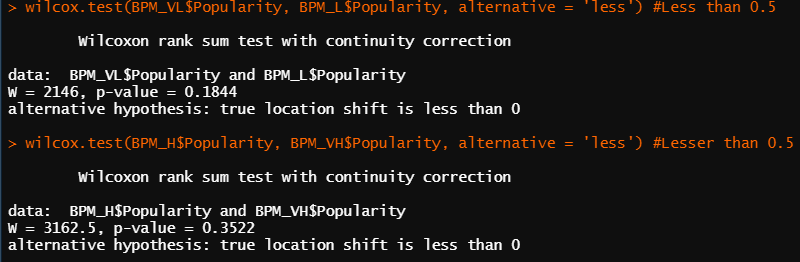 > wilcox.test(BPM_VL$Popularity, BPM_L$Popularity, alternative = 'less') #Less than 0.5
Wilcoxon rank sum test with continuity correction
data:  BPM_VL$Popularity and BPM_L$Popularity
W = 2146, p-value = 0.1844
alternative hypothesis: true location shift is less than 0
> wilcox.test(BPM_H$Popularity, BPM_VH$Popularity, alternative = 'less') #Lesser than 0.5
Wilcoxon rank sum test with continuity correction
data:  BPM_H$Popularity and BPM_VH$Popularity
W = 3162.5, p-value = 0.3522
alternative hypothesis: true location shift is less than 0